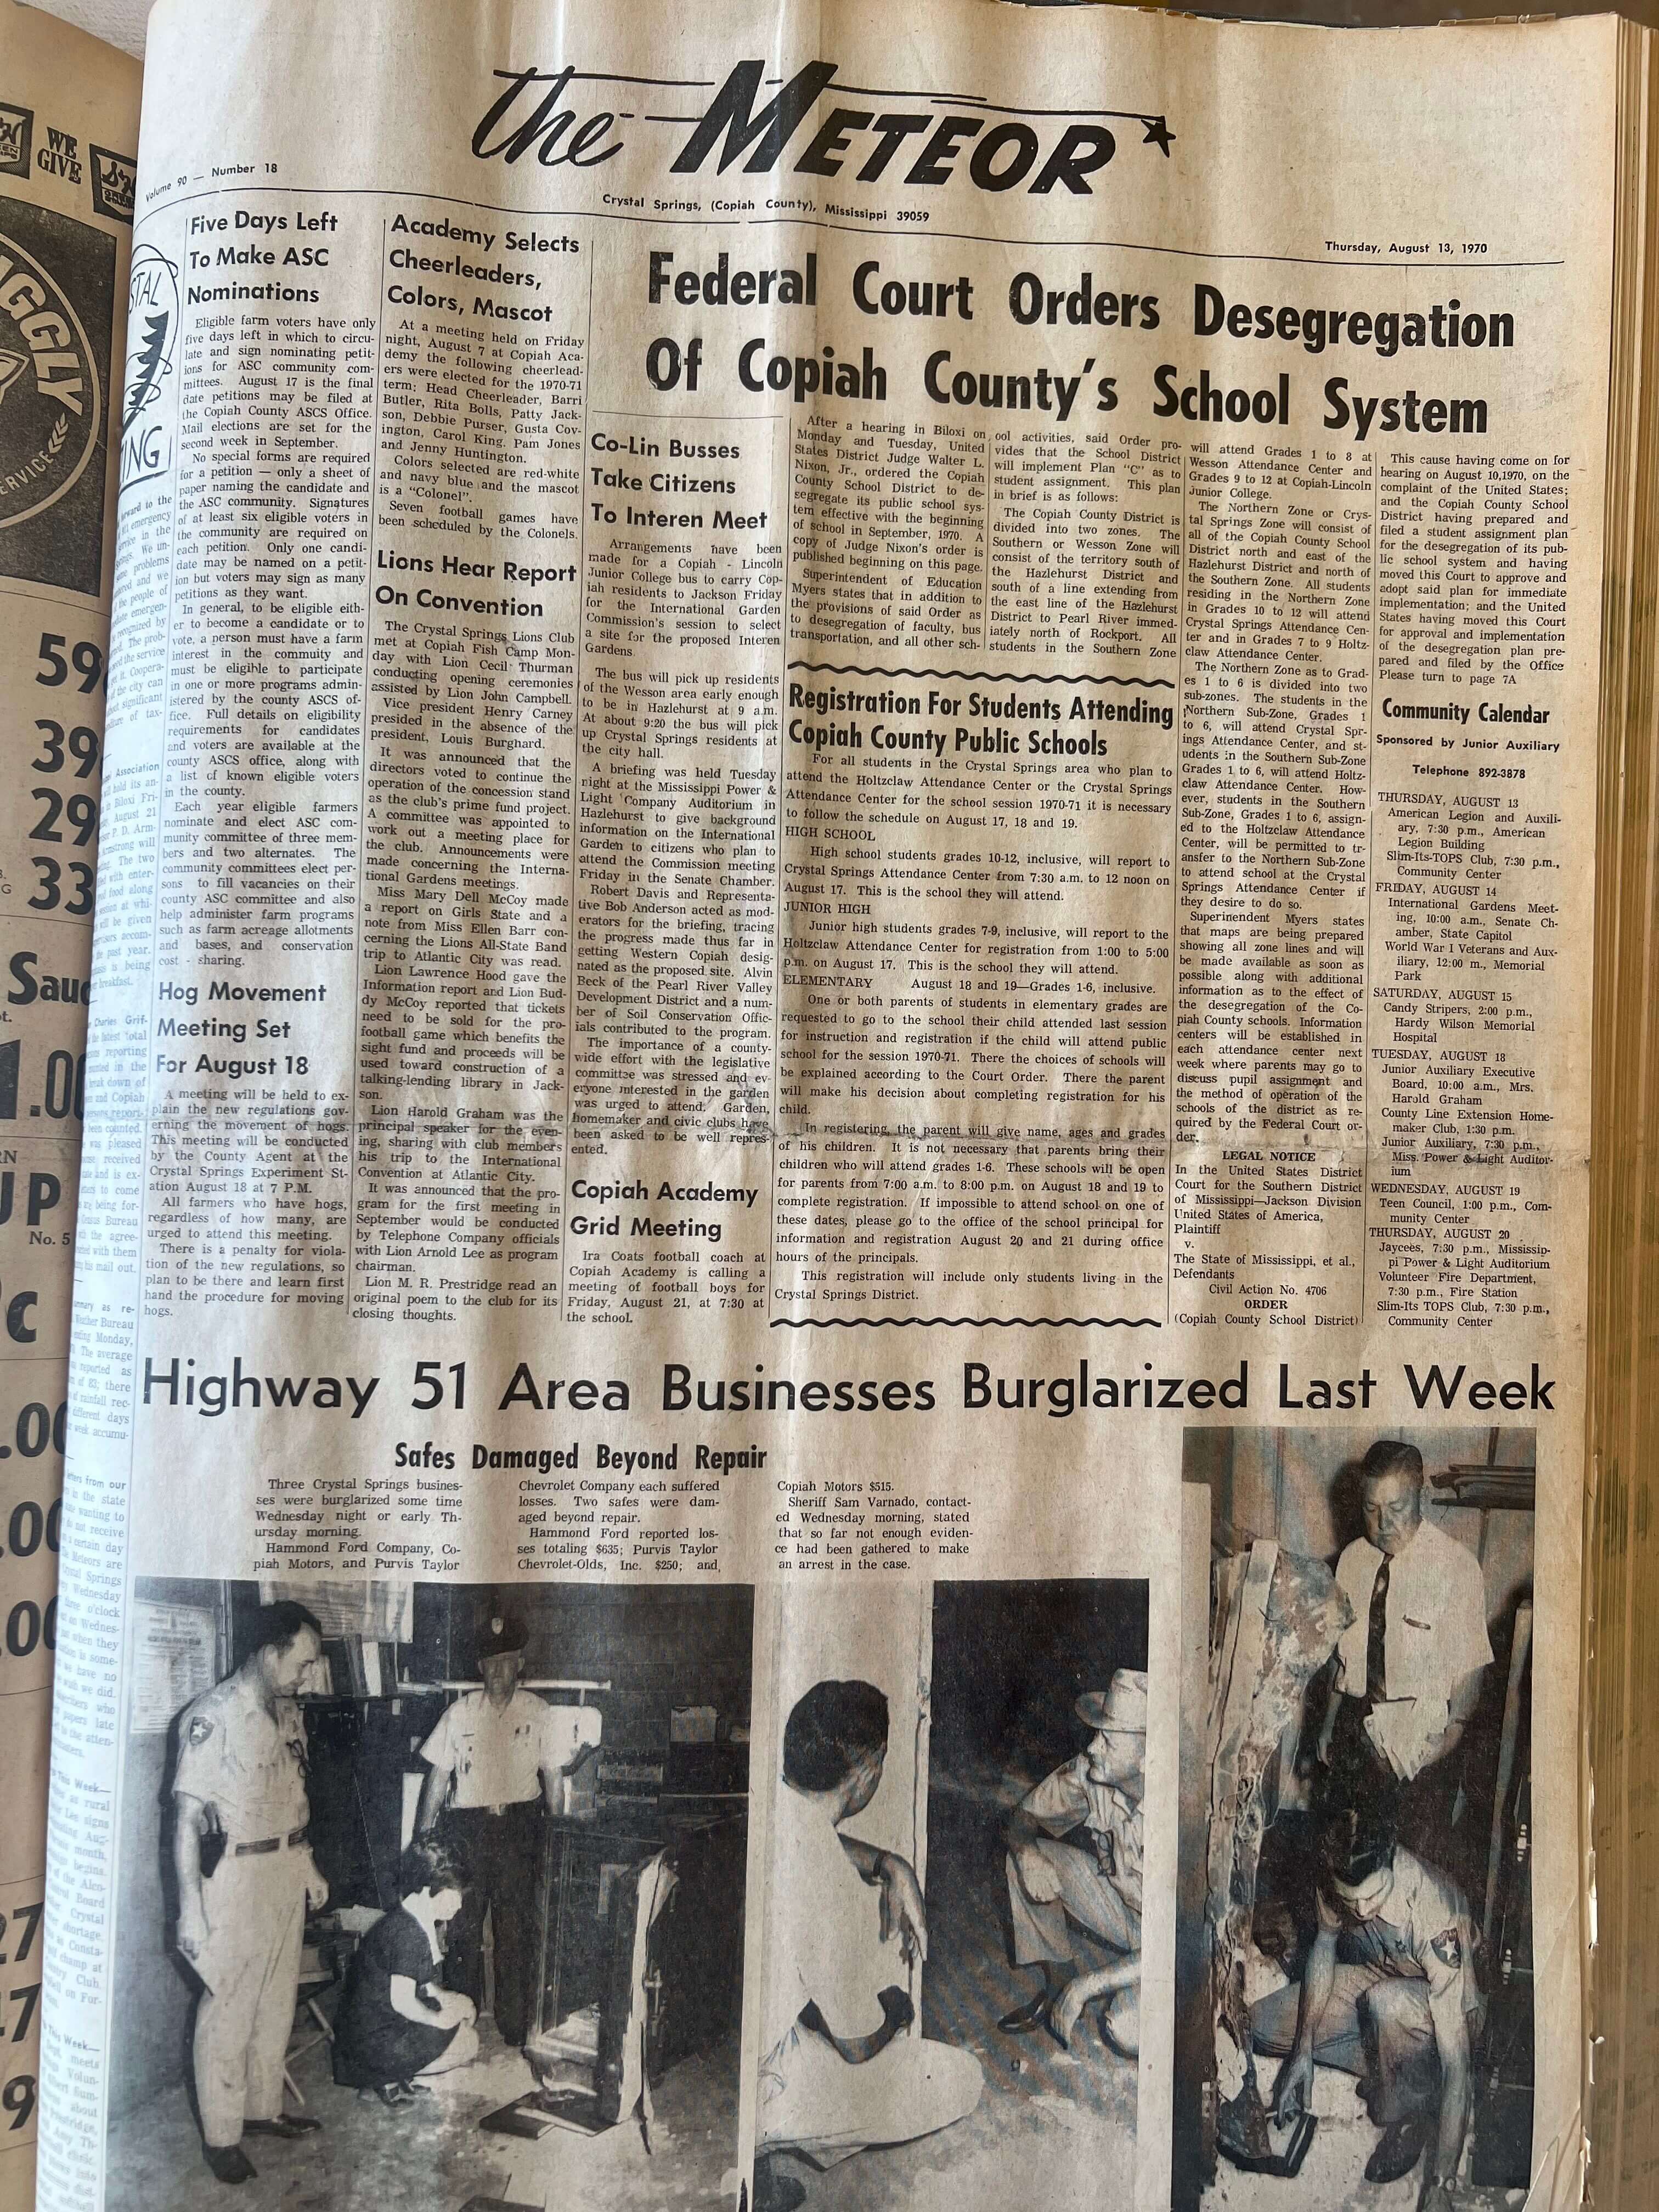 WE
GIVE
GGLY
SERVICE
59
39
29
33
Sauc
1.00
UP
No. 5
the METEOR
Volume 90 — Number 18
Crystal Springs, (Copiah County), Mississippi 39059
Thursday, August 13, 1970
Five Days Left
To Make ASC
Nominations
Eligible farm voters have only
five days left in which to circu-
late and sign nominating petit-
ions for ASC community com-
mittees. August 17 is the final
date petitions may be filed at
the Copiah County ASCS Office.
Mail elections are set for the
second week in September.
No special forms are required
for a petition — only a sheet of
paper naming the candidate and
the ASC community. Signatures
of at least six eligible voters in
the community are required on
each petition. Only one candi-
date may be named on a petit-
ion but voters may sign as many
petitions as they want.
In general, to be eligible eith-
er to become a candidate or to
vote, a person must have a farm
interest in the commuity and
must be eligible to participate
in one or more programs admin-
istered by the county ASCS of-
fice. Full details on eligibility
requirements for candidates
and voters are available at the
county ASCS office, along with
a list of known eligible voters
in the county.
Each year eligible farmers
nominate and elect ASC com-
munity committee of three mem-
bers and two alternates. The
community committees elect per-
sons to fill vacancies on their
county ASC committee and also
help administer farm programs
such as farm acreage allotments
and bases, and conservation
cost - sharing.
Hog Movement
Meeting Set
For August 18
A meeting will be held to ex-
plain the new regulations gov-
erning the movement of hogs.
This meeting will be conducted
by the County Agent at the
Crystal Springs Experiment St-
ation August 18 at 7 P.M.
All farmers who have hogs,
regardless of how many, are
urged to attend this meeting.
There is a penalty for viola-
tion of the new regulations, so
plan to be there and learn first
hand the procedure for moving
hogs.
Academy Selects
Cheerleaders,
Colors, Mascot
At a meeting held on Friday
night, August 7 at Copiah Aca-
demy the following cheerlead-
ers were elected for the 1970-71
term: Head Cheerleader, Barri
Butler, Rita Bolls, Patty Jack-
son, Debbie Purser, Gusta Cov-
ington, Carol King. Pam Jones
and Jenny Huntington.
Colors selected are red-white
and navy blue and the mascot
is a "Colonel".
Seven football games have
been scheduled by the Colonels.
Lions Hear Report
On Convention
The Crystal Springs Lions Club
met at Copiah Fish Camp Mon-
day with Lion Cecil Thurman
conducting opening ceremonies
assisted by Lion John Campbell.
Vice president Henry Carney
presided in the absence of the
president, Louis Burghard.
It was announced that the
directors voted to continue the
operation of the concession stand
as the club's prime fund project.
A committee was appointed to
work out a meeting place for
the club. Announcements were
made concerning the Interna-
tional Gardens meetings.
Miss Mary Dell McCoy made
a report on Girls State and a
note from Miss Ellen Barr con-
cerning the Lions All-State Band
trip to Atlantic City was read.
Lion Lawrence Hood gave the
Information report and Lion Bud-
dy McCoy reported that tickets
need to be sold for the pro-
football game which benefits the
sight fund and proceeds will be
used toward construction of a
talking-lending library in Jack-
son.
Lion Harold Graham was the
principal speaker for the even-
ing, sharing with club members
his trip to the International
Convention at Atlantic City.
It was announced that the pro-
gram for the first meeting in
September would be conducted
by Telephone Company officials
with Lion Arnold Lee as program
chairman.
Lion M. R. Prestridge read an
original poem to the club for its
closing thoughts.
Federal Court Orders Desegregation
Of Copiah County's School System
Co-Lin Busses
Take Citizens
To Interen Meet
Arrangements have been
made for a Copiah - Lincoln
Junior College bus to carry Cop-
iah residents to Jackson Friday
for the International Garden
Commission's session to select
a site for the proposed Interen
Gardens.
The bus will pick up residents
of the Wesson area early enough
to be in Hazlehurst at 9 a.m.
At about 9:20 the bus will pick
up Crystal Springs residents at
the city hall.
A briefing was held Tuesday
night at the Mississippi Power &
Light Company Auditorium in
Hazlehurst to give background
information on the International
Garden to citizens who plan to
attend the Commission meeting
Friday in the Senate Chamber.
Robert Davis and Representa-
tive Bob Anderson acted as mod-
erators for the briefing, tracing
the progress made thus far in
getting Western Copiah desig-
nated as the proposed site. Alvin
Beck of the Pearl River Valley
Development District and a num-
ber of Soil Conservation Offic-
ials contributed to the program.
The importance of a county-
wide effort with the legislative
committee was stressed and ev-
eryone interested in the garden
was urged to attend. Garden,
homemaker and civic clubs have
been asked to be well repres-
ented.
Copiah Academy
Grid Meeting
Ira Coats football coach at
Copiah Academy is calling a
meeting of football boys for
Friday, August 21, at 7:30 at
the school.
After a hearing in Biloxi on
Monday and Tuesday, United
States District Judge Walter L.
Nixon, Jr., ordered the Copiah
County School District to de-
segregate its public school sys-
tem effective with the beginning
of school in September, 1970. A
copy of Judge Nixon's order is
published beginning on this page.
Superintendent of Education
Myers states that in addition to
the provisions of said Order as
to desegration of faculty, bus
transportation, and all other sch-
ool activities, said Order pro-
vides that the School District
will implement Plan "C" as to
student assignment. This plan
in brief is as follows:
The Copiah County District is
divided into two zones. The
Southern or Wesson Zone will
consist of the territory south of
the Hazlehurst District and
south of a line extending from
the east line of the Hazlehurst
District to Pearl River immed-
iately north of Rockport. All
students in the Southern Zone
will attend Grades 1 to 8 at
Wesson Attendance Center and
Grades 9 to 12 at Copiah-Lincoln
Junior College.
The Northern Zone or Crys-
tal Springs Zone will consist of
all of the Copiah County School
District north and east of the
Hazlehurst District and north of
the Southern Zone. All students
residing in the Northern Zone
in Grades 10 to 12 will attend
Crystal Springs Attendance Cen-
ter and in Grades 7 to 9 Holtz-
claw Attendance Center.
The Northern Zone as to Grad-
es 1 to 6 is divided into two
sub-zones. The students in the
Northern Sub-Zone, Grades 1
to 6, will attend Crystal Spr-
ings Attendance Center, and st-
udents in the Southern Sub-Zone
Grades 1 to 6, will attend Holtz-
claw Attendance Center. How-
ever, students in the Southern
Sub-Zone, Grades 1 to 6, assign-
ed to the Holtzclaw Attendance
Center, will be permitted to tr-
ansfer to the Northern Sub-Zone
to attend school at the Crystal
Springs Attendance Center if
they desire to do so.
Superinendent Myers states
that maps are being prepared
showing all zone lines and will
be made available as soon as
possible along with additional
information as to the effect of
the desegregation of the Co-
piah County schools. Information
centers will be established in
each attendance center next
week where parents may go to
discuss pupil assignment and
the method of operation of the
schools of the district as re-
quired by the Federal Court or-
der.
LEGAL NOTICE
In the United States District
Court for the Southern District
of Mississippi—Jackson Division
United States of America,
Plaintiff
v.
The State of Mississippi, et al.,
Defendants
Civil Action No. 4706
ORDER
(Copiah County School District)
This cause having come on for
hearing on August 10,1970, on the
complaint of the United States;
and the Copiah County School
District having prepared and
filed a student assignment plan
for the desegregation of its pub-
lic school system and having
moved this Court to approve and
adopt said plan for immediate
implementation; and the United
States having moved this Court
for approval and implementation
of the desegregation plan pre-
pared and filed by the Office
Please turn to page 7A
Registration For Students Attending
Copiah County Public Schools
For all students in the Crystal Springs area who plan to
attend the Holtzclaw Attendance Center or the Crystal Springs
Attendance Center for the school session 1970-71 it is necessary
to follow the schedule on August 17, 18 and 19.
HIGH SCHOOL
High school students grades 10-12, inclusive, will report to
Crystal Springs Attendance Center from 7:30 a.m. to 12 noon on
August 17. This is the school they will attend.
JUNIOR HIGH
Junior high students grades 7-9, inclusive, will report to the
Holtzclaw Attendance Center for registration from 1:00 to 5:00
p.m. on August 17. This is the school they will attend.
ELEMENTARY August 18 and 19—Grades 1-6, inclusive.
One or both parents of students in elementary grades are
requested to go to the school their child attended last session
for instruction and registration if the child will attend public
school for the session 1970-71. There the choices of schools will
be explained according to the Court Order. There the parent
will make his decision about completing registration for his
child.
In registering, the parent will give name, ages and grades
of his children. It is not necessary that parents bring their
children who will attend grades 1-6. These schools will be open
for parents from 7:00 a.m. to 8:00 p.m. on August 18 and 19 to
complete registration. If impossible to attend school on one of
these dates, please go to the office of the school principal for
information and registration August 20 and 21 during office
hours of the principals.
This registration will include only students living in the
Crystal Springs District.
Community Calendar
Sponsored by Junior Auxiliary
Telephone 892-3878
THURSDAY, AUGUST 13
American Legion and Auxili-
ary, 7:30 p.m., American
Legion Building
Slim-Its-TOPS Club, 7:30 p.m.,
Community Center
FRIDAY, AUGUST 14
International Gardens Meet-
ing, 10:00 a.m., Senate Ch-
amber, State Capitol
World War I Veterans and Aux-
iliary, 12:00 m., Memorial
Park
SATURDAY, AUGUST 15
Candy Stripers, 2:00 p.m.,
Hardy Wilson Memorial
Hospital
TUESDAY, AUGUST 18
Junior Auxiliary Executive
Board, 10:00 a.m., Mrs.
Harold Graham
County Line Extension Home-
maker Club, 1:30 p.m.
Junior Auxiliary, 7:30 p.m.,
Miss. Power & Light Auditor-
ium
WEDNESDAY, AUGUST 19
Teen Council, 1:00 p.m., Com-
munity Center
THURSDAY, AUGUST 20
Jaycees, 7:30 p.m., Mississip-
pi Power & Light Auditorium
Volunteer Fire Department,
7:30 p.m., Fire Station
Slim-Its TOPS Club, 7:30 p.m.,
Community Center
Highway 51 Area Businesses Burglarized Last Week
Safes Damaged Beyond Repair
Three Crystal Springs busines-
ses were burglarized some time
Wednesday night or early Th-
ursday morning.
Hammond Ford Company, Co-
piah Motors, and Purvis Taylor
Chevrolet Company each suffered
losses. Two safes were dam-
aged beyond repair.
Hammond Ford reported los-
ses totaling $635; Purvis Taylor
Chevrolet-Olds, Inc. $250; and,
Copiah Motors $515.
Sheriff Sam Varnado, contact-
ed Wednesday morning, stated
that so far not enough eviden-
ce had been gathered to make
an arrest in the case.